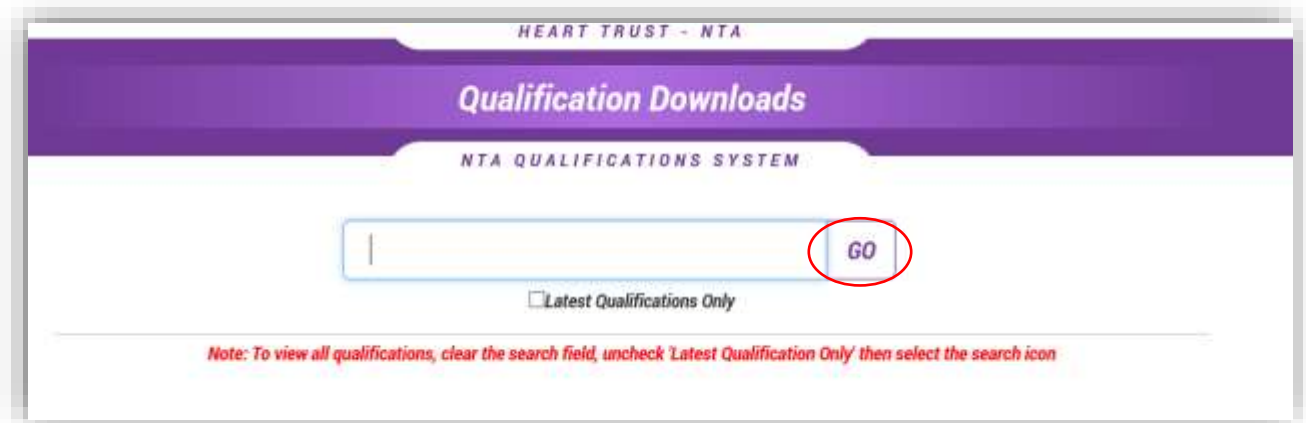 HEART TRUST - NTA
Qualification Downloads
NTA QUALIFICATIONS SYSTEM
GO
Latest Qualifications Only
Note: To view all qualifications, clear the search field, uncheck 'Latest Qualification Only' then select the search icon